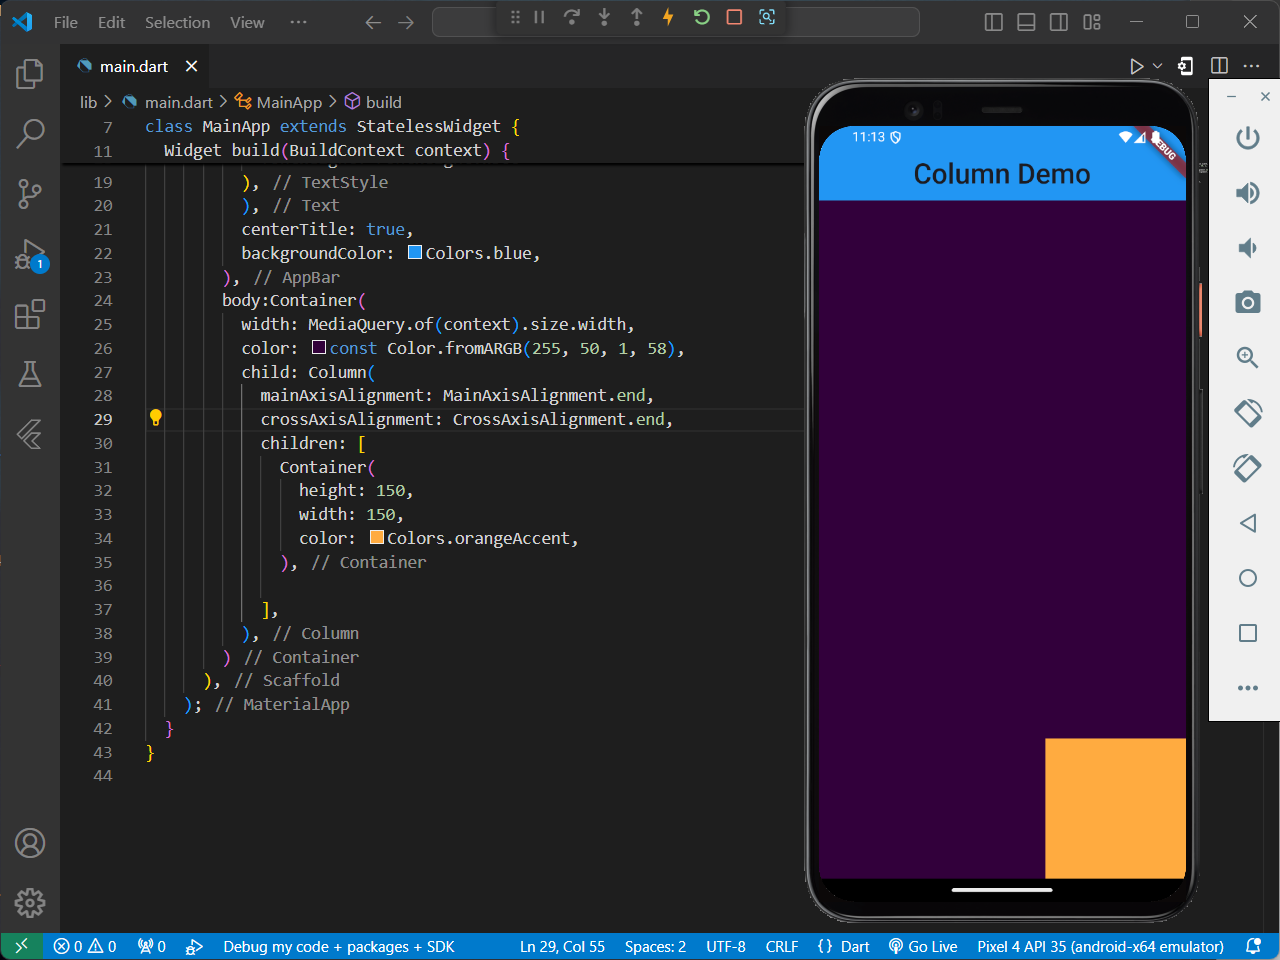 File Edit Selection View ···
main.dart
lib > main.dart > MainApp > build
7 class MainApp extends StatelessWidget {
11 Widget build(BuildContext context) {
19 ), // TextStyle
20 ), // Text
21 centerTitle: true,
22 backgroundColor: Colors.blue,
23 ), // AppBar
24 body:Container(
25 width: MediaQuery.of(context).size.width,
26 color: const Color.fromARGB(255, 50, 1, 58),
27 child: Column(
28 mainAxisAlignment: MainAxisAlignment.end,
29 crossAxisAlignment: CrossAxisAlignment.end,
30 children: [
31 Container(
32 height: 150,
33 width: 150,
34 color: Colors.orangeAccent,
35 ), // Container
36
37 ],
38 ), // Column
39 ) // Container
40 ), // Scaffold
41 ); // MaterialApp
42 }
43 }
44
11:13
DEBUG
Column Demo
1
0 0 0 Debug my code + packages + SDK Ln 29, Col 55 Spaces: 2 UTF-8 CRLF {} Dart Go Live Pixel 4 API 35 (android-x64 emulator)